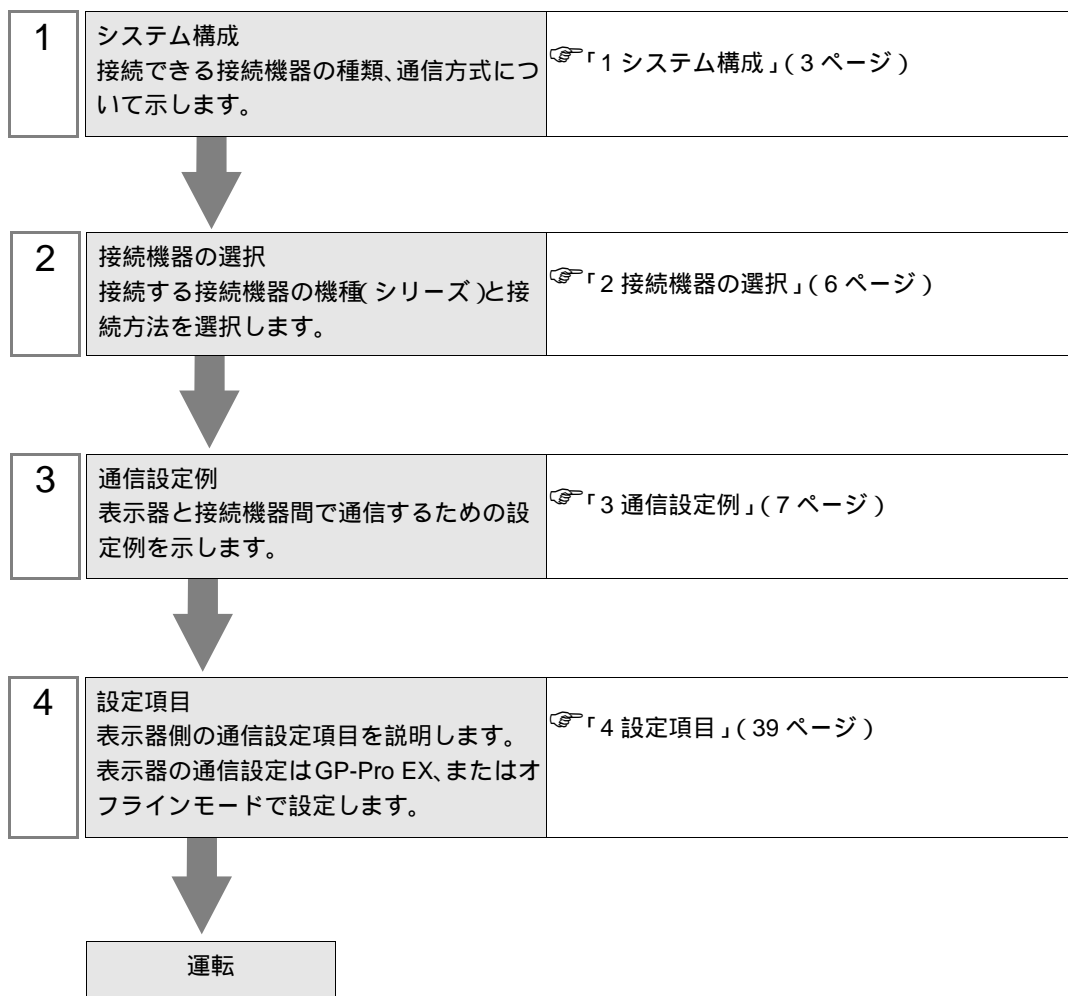 1
システム構成
接続できる接続機器の種類、通信方式につ
いて示します。
☞「1 システム構成」(3 ページ)
2
接続機器の選択
接続する接続機器の機種(シリーズ)と接
続方法を選択します。
☞「2 接続機器の選択」(6 ページ)
3
通信設定例
表示器と接続機器間で通信するための設
定例を示します。
☞「3 通信設定例」(7 ページ)
4
設定項目
表示器側の通信設定項目を説明します。
表示器の通信設定はGP-Pro EX、またはオ
フラインモードで設定します。
☞「4 設定項目」(39 ページ)
運転